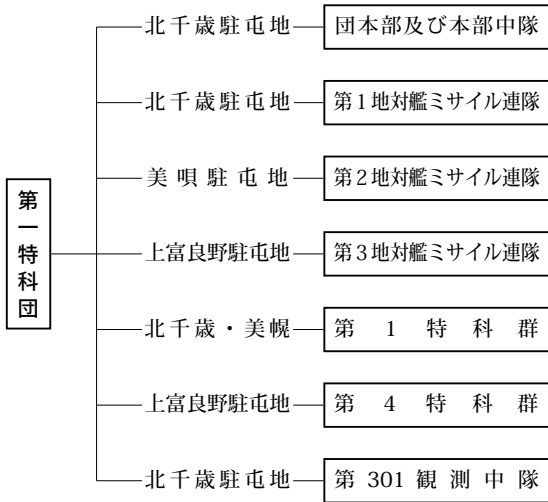 第一特科団
北千歳駐屯地 団本部及び本部中隊
北千歳駐屯地 第1地対艦ミサイル連隊
美唄駐屯地 第2地対艦ミサイル連隊
上富良野駐屯地 第3地対艦ミサイル連隊
北千歳・美幌 第1特科群
上富良野駐屯地 第4特科群
北千歳駐屯地 第301観測中隊